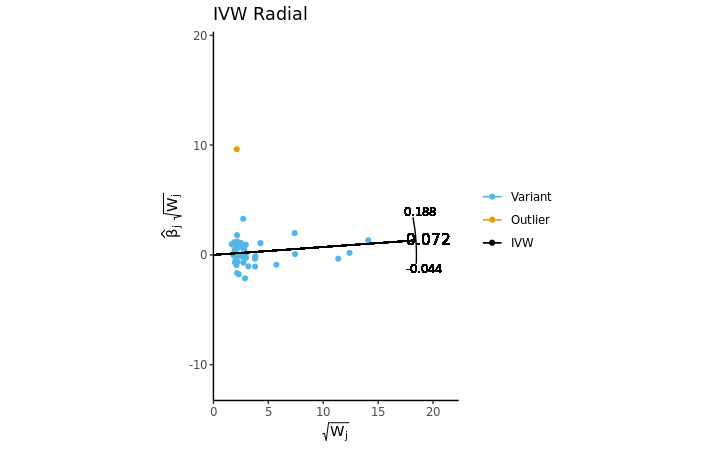 IVW Radial
20
10
0
-10
β̂j √Wj
0.188
0.072
-0.044
0 5 10 15 20
√Wj
Variant
Outlier
IVW